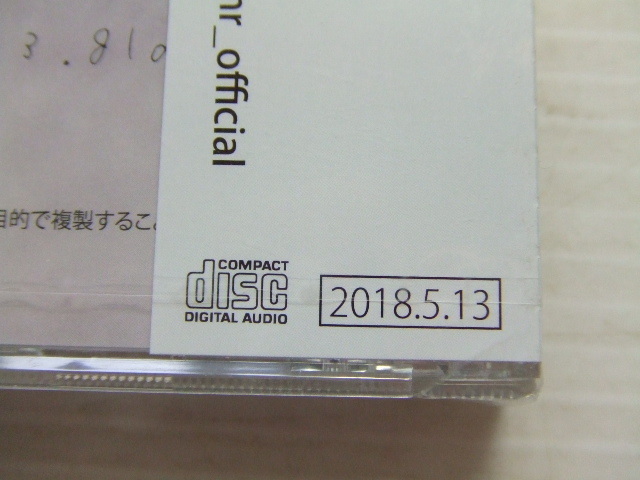 3.810
nr_official
目的で複製するこ
COMPACT
disc
DIGITAL AUDIO
2018.5.13